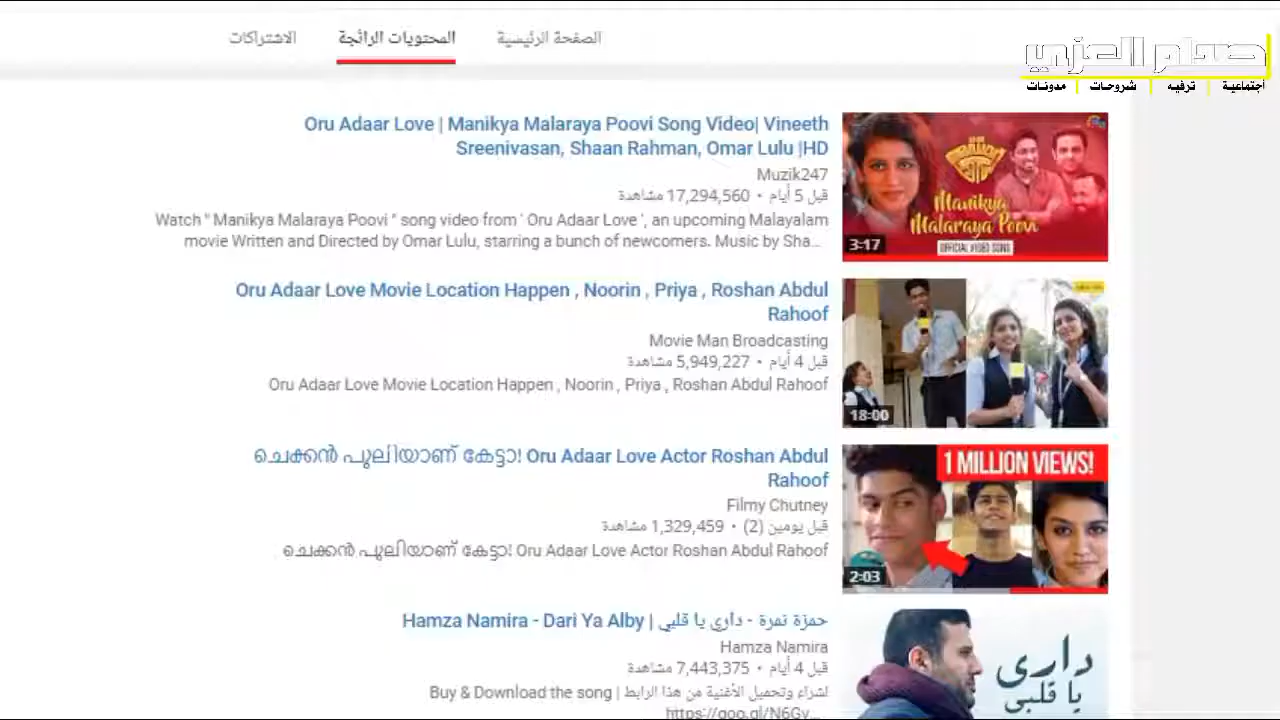 الصفحة الرئيسية
المحتويات الرائجة
الاشتراكات
صدام العزي
اجتماعية | ترفيه | شروحات | مدونات
Oru Adaar Love | Manikya Malaraya Poovi Song Video| Vineeth
Sreenivasan, Shaan Rahman, Omar Lulu |HD
Muzik247
قبل 5 أيام • 17,294,560 مشاهدة
Watch " Manikya Malaraya Poovi " song video from ' Oru Adaar Love ', an upcoming Malayalam
movie Written and Directed by Omar Lulu, starring a bunch of newcomers. Music by Sha...
Manikya
Malaraya Poovi
OFFICIAL VIDEO SONG
3:17
Oru Adaar Love Movie Location Happen , Noorin , Priya , Roshan Abdul
Rahoof
Movie Man Broadcasting
قبل 4 أيام • 5,949,227 مشاهدة
Oru Adaar Love Movie Location Happen , Noorin , Priya , Roshan Abdul Rahoof
18:00
ചെക്കൻ പുലിയാണ് കേട്ടാ! Oru Adaar Love Actor Roshan Abdul
Rahoof
Filmy Chutney
قبل يومين (2) • 1,329,459 مشاهدة
ചെക്കൻ പുലിയാണ് കേട്ടാ! Oru Adaar Love Actor Roshan Abdul Rahoof
1 MILLION VIEWS!
2:03
Hamza Namira - Dari Ya Alby | حمزة نمرة - داري يا قلبي
Hamza Namira
قبل 4 أيام • 7,443,375 مشاهدة
Buy & Download the song | لشراء وتحميل الأغنية من هذا الرابط
https://goo.gl/N6Gv...
داري
يا قلبي